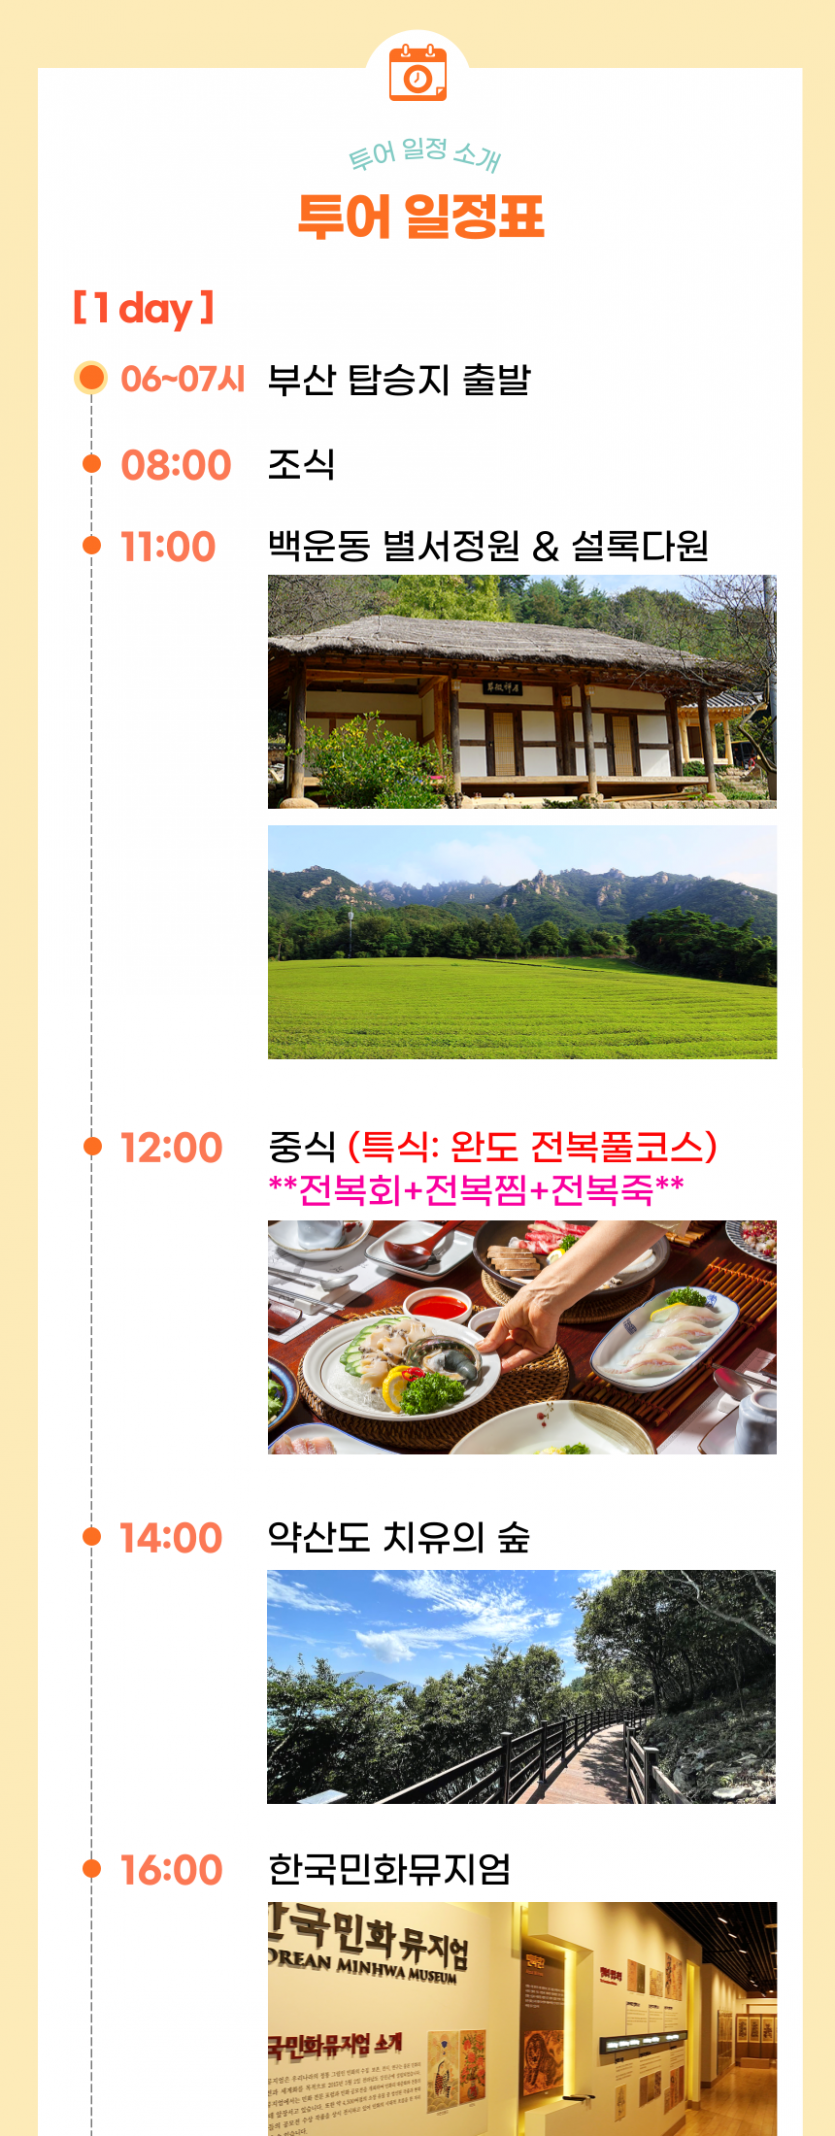 투어 일정 소개
투어 일정표
[ 1 day ]
06~07시 부산 탑승지 출발
08:00 조식
11:00 백운동 별서정원 & 설록다원
12:00 중식 (특식: 완도 전복풀코스)
**전복회+전복찜+전복죽**
14:00 약산도 치유의 숲
16:00 한국민화뮤지엄
한국민화뮤지엄
OREAN MINHWA MUSEUM
국민화뮤지엄 소개